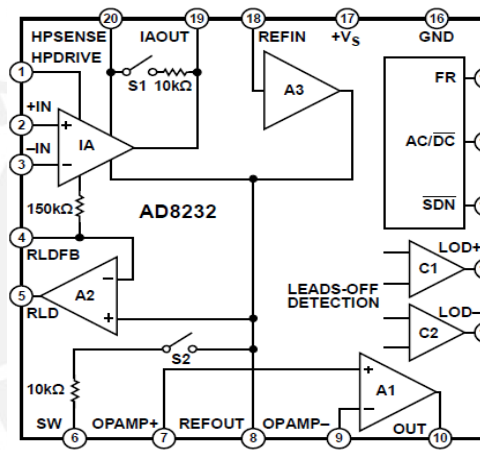 20 19 18 17 16
HPSENSE IAOUT REFIN +VS GND
HPDRIVE
1
S1 10kΩ
A3
FR
+IN
2
+
IA
–IN
3
–
AC/DC
150kΩ
AD8232
SDN
4
RLDFB
LOD+
–
C1
A2
5
RLD
+
LEADS-OFF
DETECTION
LOD–
C2
S2
10kΩ
+
A1
–
SW OPAMP+ REFOUT OPAMP– OUT
6 7 8 9 10